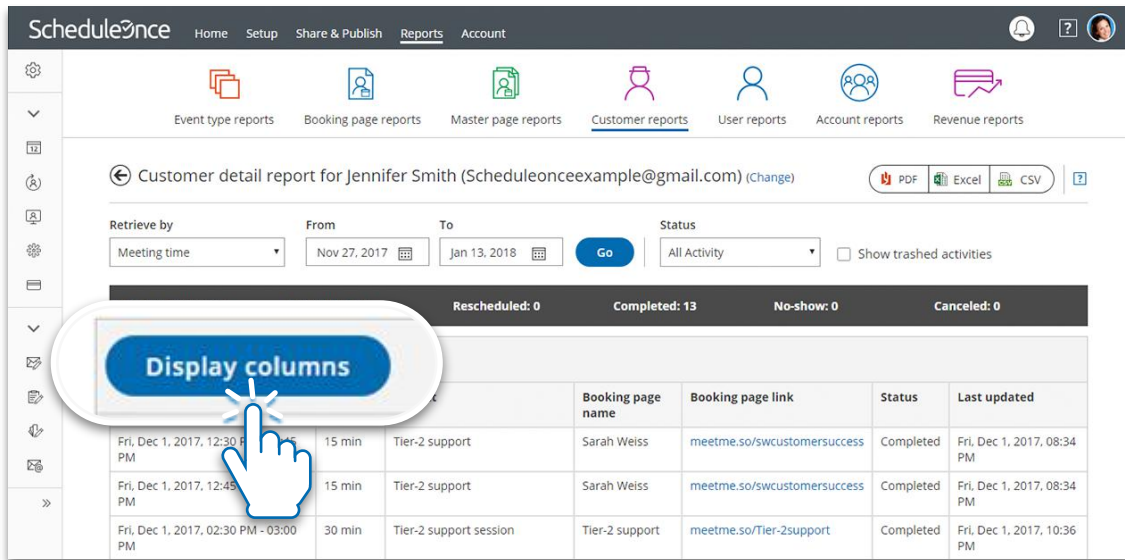 ScheduleOnce Home Setup Share & Publish Reports Account ?
Event type reports Booking page reports Master page reports Customer reports User reports Account reports Revenue reports
12
Customer detail report for Jennifer Smith (Scheduleonceexample@gmail.com) (Change) PDF Excel CSV ?
Retrieve by From To Status
Meeting time Nov 27, 2017 Jan 13, 2018 Go All Activity Show trashed activities
Rescheduled: 0 Completed: 13 No-show: 0 Canceled: 0
Display columns
Booking page Booking page link Status Last updated
name
Fri, Dec 1, 2017, 12:30 15 min Tier-2 support Sarah Weiss meetme.so/swcustomersuccess Completed Fri, Dec 1, 2017, 08:34
PM PM
Fri, Dec 1, 2017, 12:45 15 min Tier-2 support Sarah Weiss meetme.so/swcustomersuccess Completed Fri, Dec 1, 2017, 08:34
PM PM
Fri, Dec 1, 2017, 02:30 PM - 03:00 30 min Tier-2 support session Tier-2 support meetme.so/Tier-2support Completed Fri, Dec 1, 2017, 10:36
PM PM